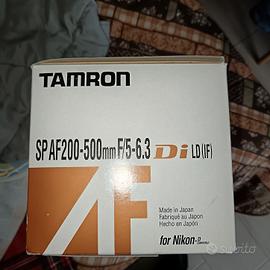 TAMRON
SP AF200-500mm F/5-6.3 Di LD (IF)
AF
Made in Japan
Fabriqué au Japon
Hecho en Japón
for Nikon-D
Subito